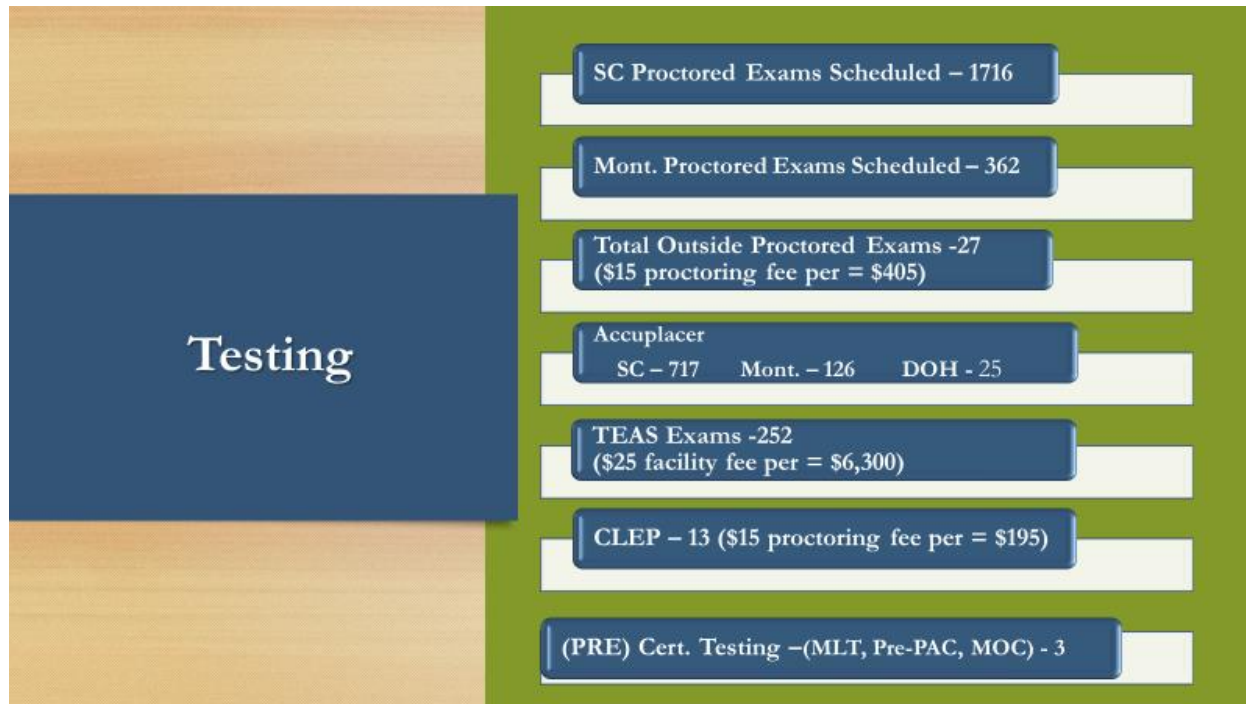 Testing
SC Proctored Exams Scheduled – 1716
Mont. Proctored Exams Scheduled – 362
Total Outside Proctored Exams -27
($15 proctoring fee per = $405)
Accuplacer
SC – 717 Mont. – 126 DOH - 25
TEAS Exams -252
($25 facility fee per = $6,300)
CLEP – 13 ($15 proctoring fee per = $195)
(PRE) Cert. Testing –(MLT, Pre-PAC, MOC) - 3